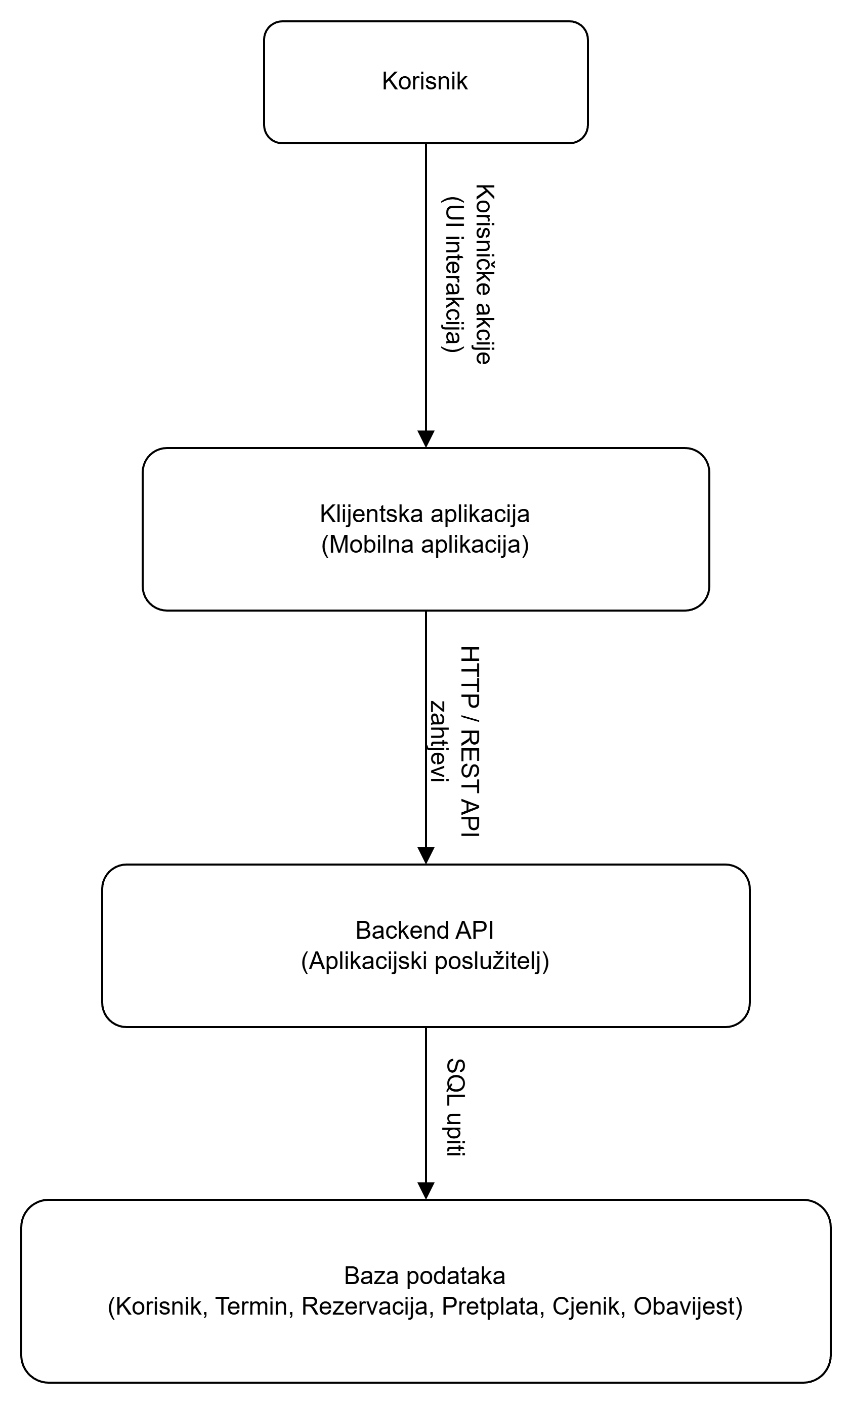 Korisnik
Korisničke akcije
(UI interakcija)
Klijentska aplikacija
(Mobilna aplikacija)
HTTP / REST API
zahtjevi
Backend API
(Aplikacijski poslužitelj)
SQL upiti
Baza podataka
(Korisnik, Termin, Rezervacija, Pretplata, Cjenik, Obavijest)